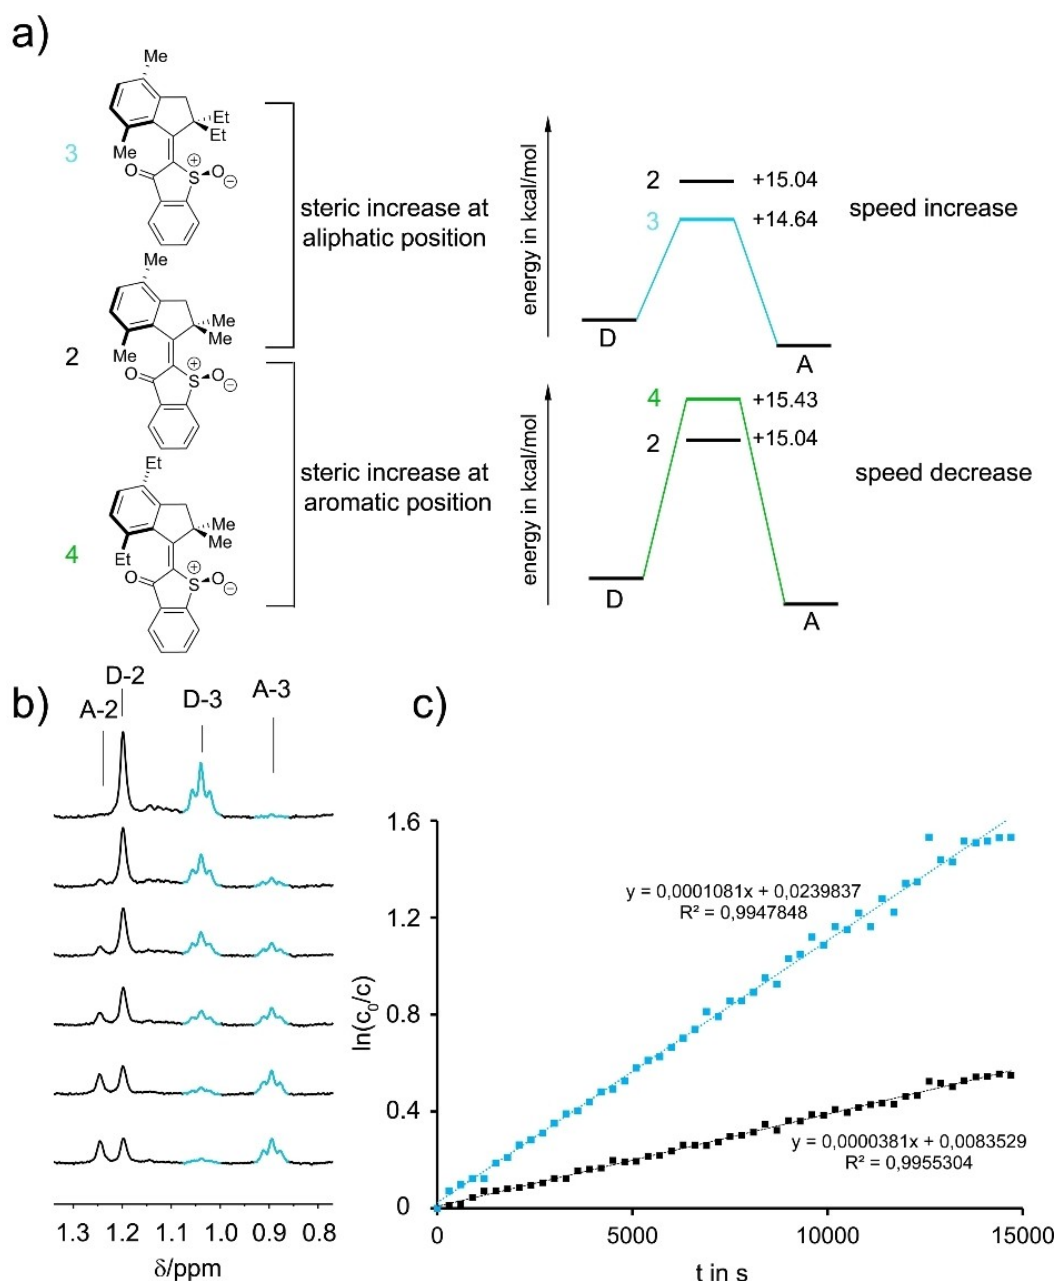 a)
Me
Et
Et
Me
3
O
S
+
O
−
steric increase at
aliphatic position
Me
Me
Me
Me
2
O
S
+
O
−
Et
steric increase at
aromatic position
Me
Me
4
Et
O
S
+
O
−
energy in kcal/mol
2
+15.04
3
+14.64
speed increase
D
A
energy in kcal/mol
4
+15.43
2
+15.04
speed decrease
D
A
b)
D-2
A-2
D-3
A-3
1.3 1.2 1.1 1.0 0.9 0.8
δ/ppm
c)
1.6
1.2
0.8
0.4
0
ln(c₀/c)
y = 0,0001081x + 0,0239837
R² = 0,9947848
y = 0,0000381x + 0,0083529
R² = 0,9955304
0 5000 10000 15000
t in s